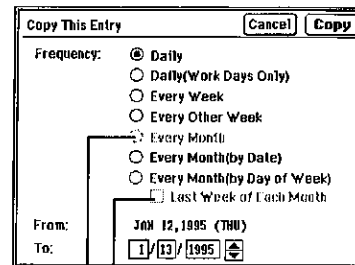 Copy This Entry Cancel Copy
Frequency: Daily
Daily(Work Days Only)
Every Week
Every Other Week
Every Month
Every Month(by Date)
Every Month(by Day of Week)
Last Week of Each Month
From: JAN 12,1995 (THU)
To: 1/13/1995